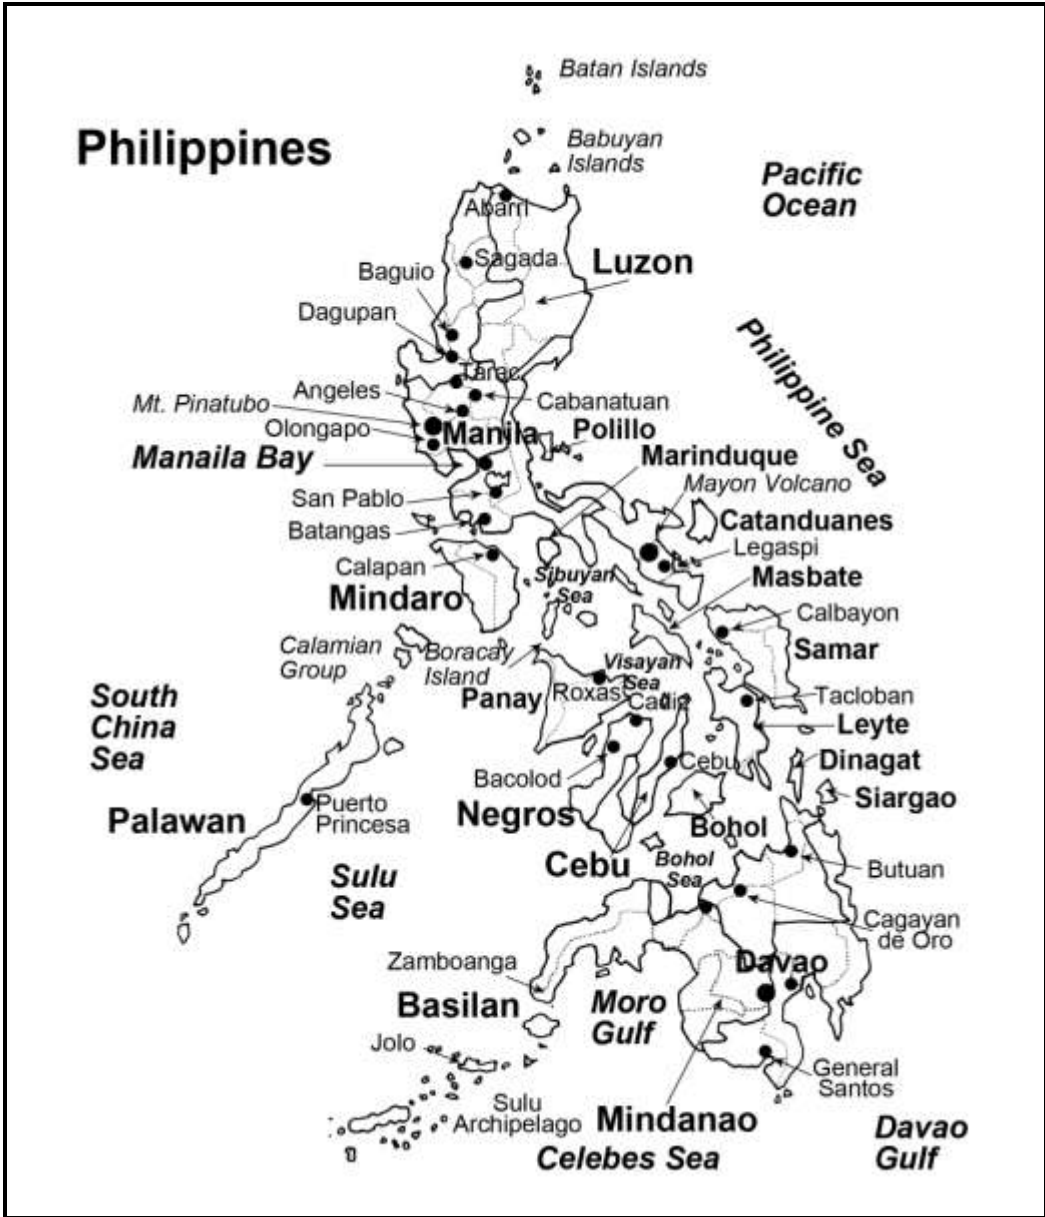 Batan Islands
Philippines
Babuyan
Islands
Pacific
Ocean
Abarri
Sagada
Luzon
Baguio
Dagupan
Philippine Sea
Tarac
Angeles
Cabanatuan
Mt. Pinatubo
Olongapo
Manila
Polillo
Manaila Bay
Marinduque
Mayon Volcano
San Pablo
Catanduanes
Batangas
Legaspi
Calapan
Sibuyan
Sea
Masbate
Mindaro
Calbayon
Calamian
Group
Boracay
Island
Samar
Visayan
Sea
South
China
Sea
Panay
Roxass
Cadiz
Tacloban
Leyte
Cebu
Dinagat
Bacolod
Siargao
Puerto
Princesa
Palawan
Negros
Bohol
Cebu
Bohol
Sea
Butuan
Sulu
Sea
Cagayan
de Oro
Zamboanga
Davao
Basilan
Moro
Gulf
Jolo
General
Santos
Sulu
Archipelago
Mindanao
Davao
Gulf
Celebes Sea